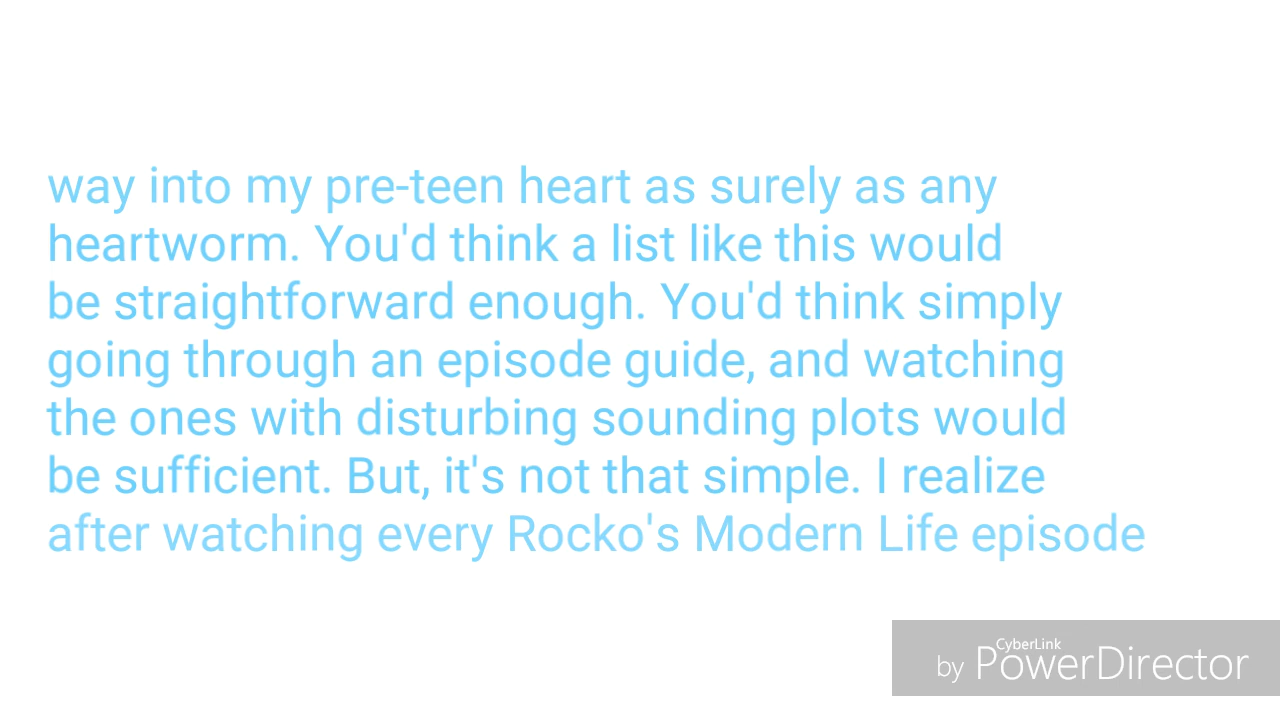 way into my pre-teen heart as surely as any
heartworm. You'd think a list like this would
be straightforward enough. You'd think simply
going through an episode guide, and watching
the ones with disturbing sounding plots would
be sufficient. But, it's not that simple. I realize
after watching every Rocko's Modern Life episode
CyberLink
by PowerDirector